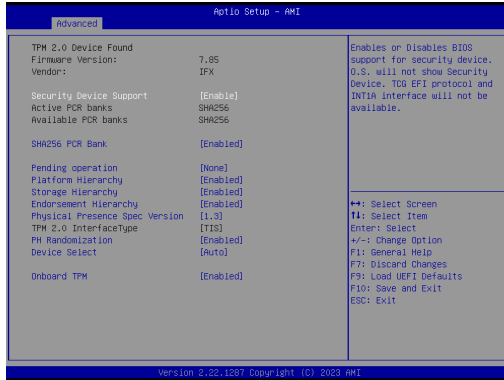 Aptio Setup - AMI
Advanced
TPM 2.0 Device Found
Firmware Version: 7.85
Vendor: IFX
Security Device Support [Enable]
Active PCR banks SHA256
Available PCR banks SHA256
SHA256 PCR Bank [Enabled]
Pending operation [None]
Platform Hierarchy [Enabled]
Storage Hierarchy [Enabled]
Endorsement Hierarchy [Enabled]
Physical Presence Spec Version [1.3]
TPM 2.0 InterfaceType [TIS]
PH Randomization [Enabled]
Device Select [Auto]
Onboard TPM [Enabled]
Enables or Disables BIOS
support for security device.
O.S. will not show Security
Device. TCG EFI protocol and
INT1A interface will not be
available.
↔: Select Screen
↑↓: Select Item
Enter: Select
+/-: Change Option
F1: General Help
F7: Discard Changes
F9: Load UEFI Defaults
F10: Save and Exit
ESC: Exit
Version 2.22.1287 Copyright (C) 2023 AMI